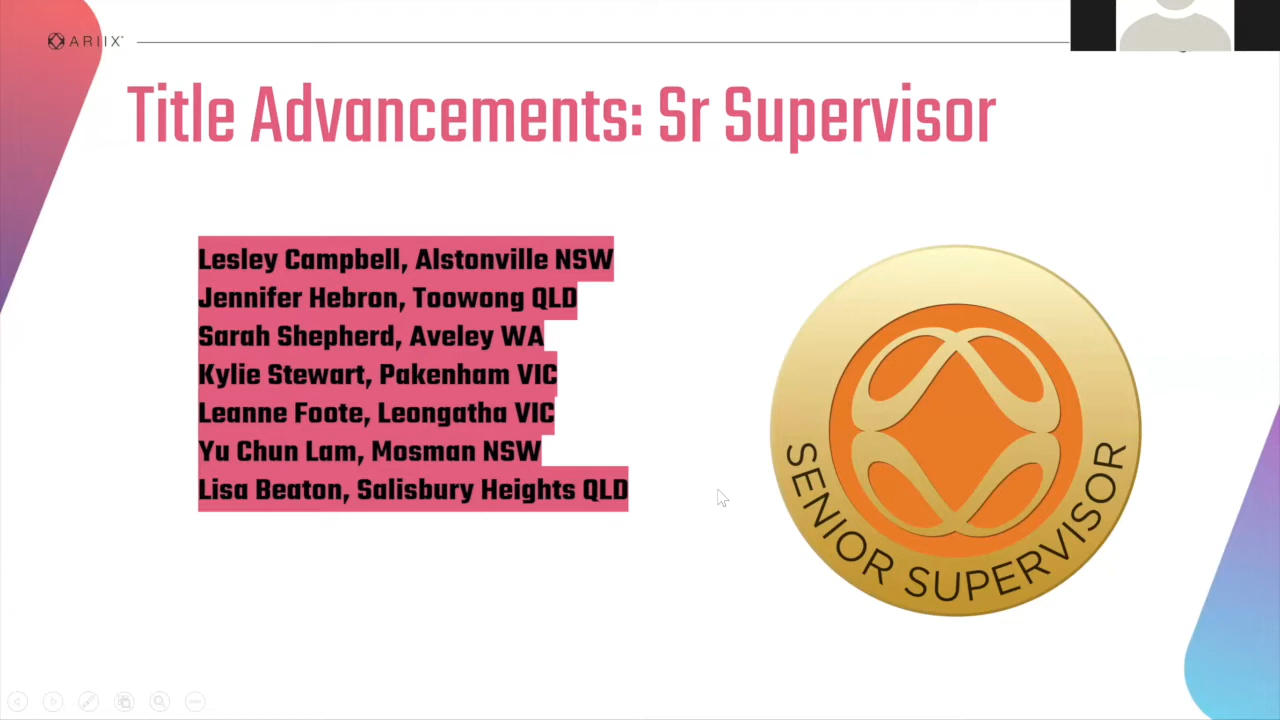 ARIIX
Title Advancements: Sr Supervisor
Lesley Campbell, Alstonville NSW
Jennifer Hebron, Toowong QLD
Sarah Shepherd, Aveley WA
Kylie Stewart, Pakenham VIC
Leanne Foote, Leongatha VIC
Yu Chun Lam, Mosman NSW
Lisa Beaton, Salisbury Heights QLD
SENIOR SUPERVISOR